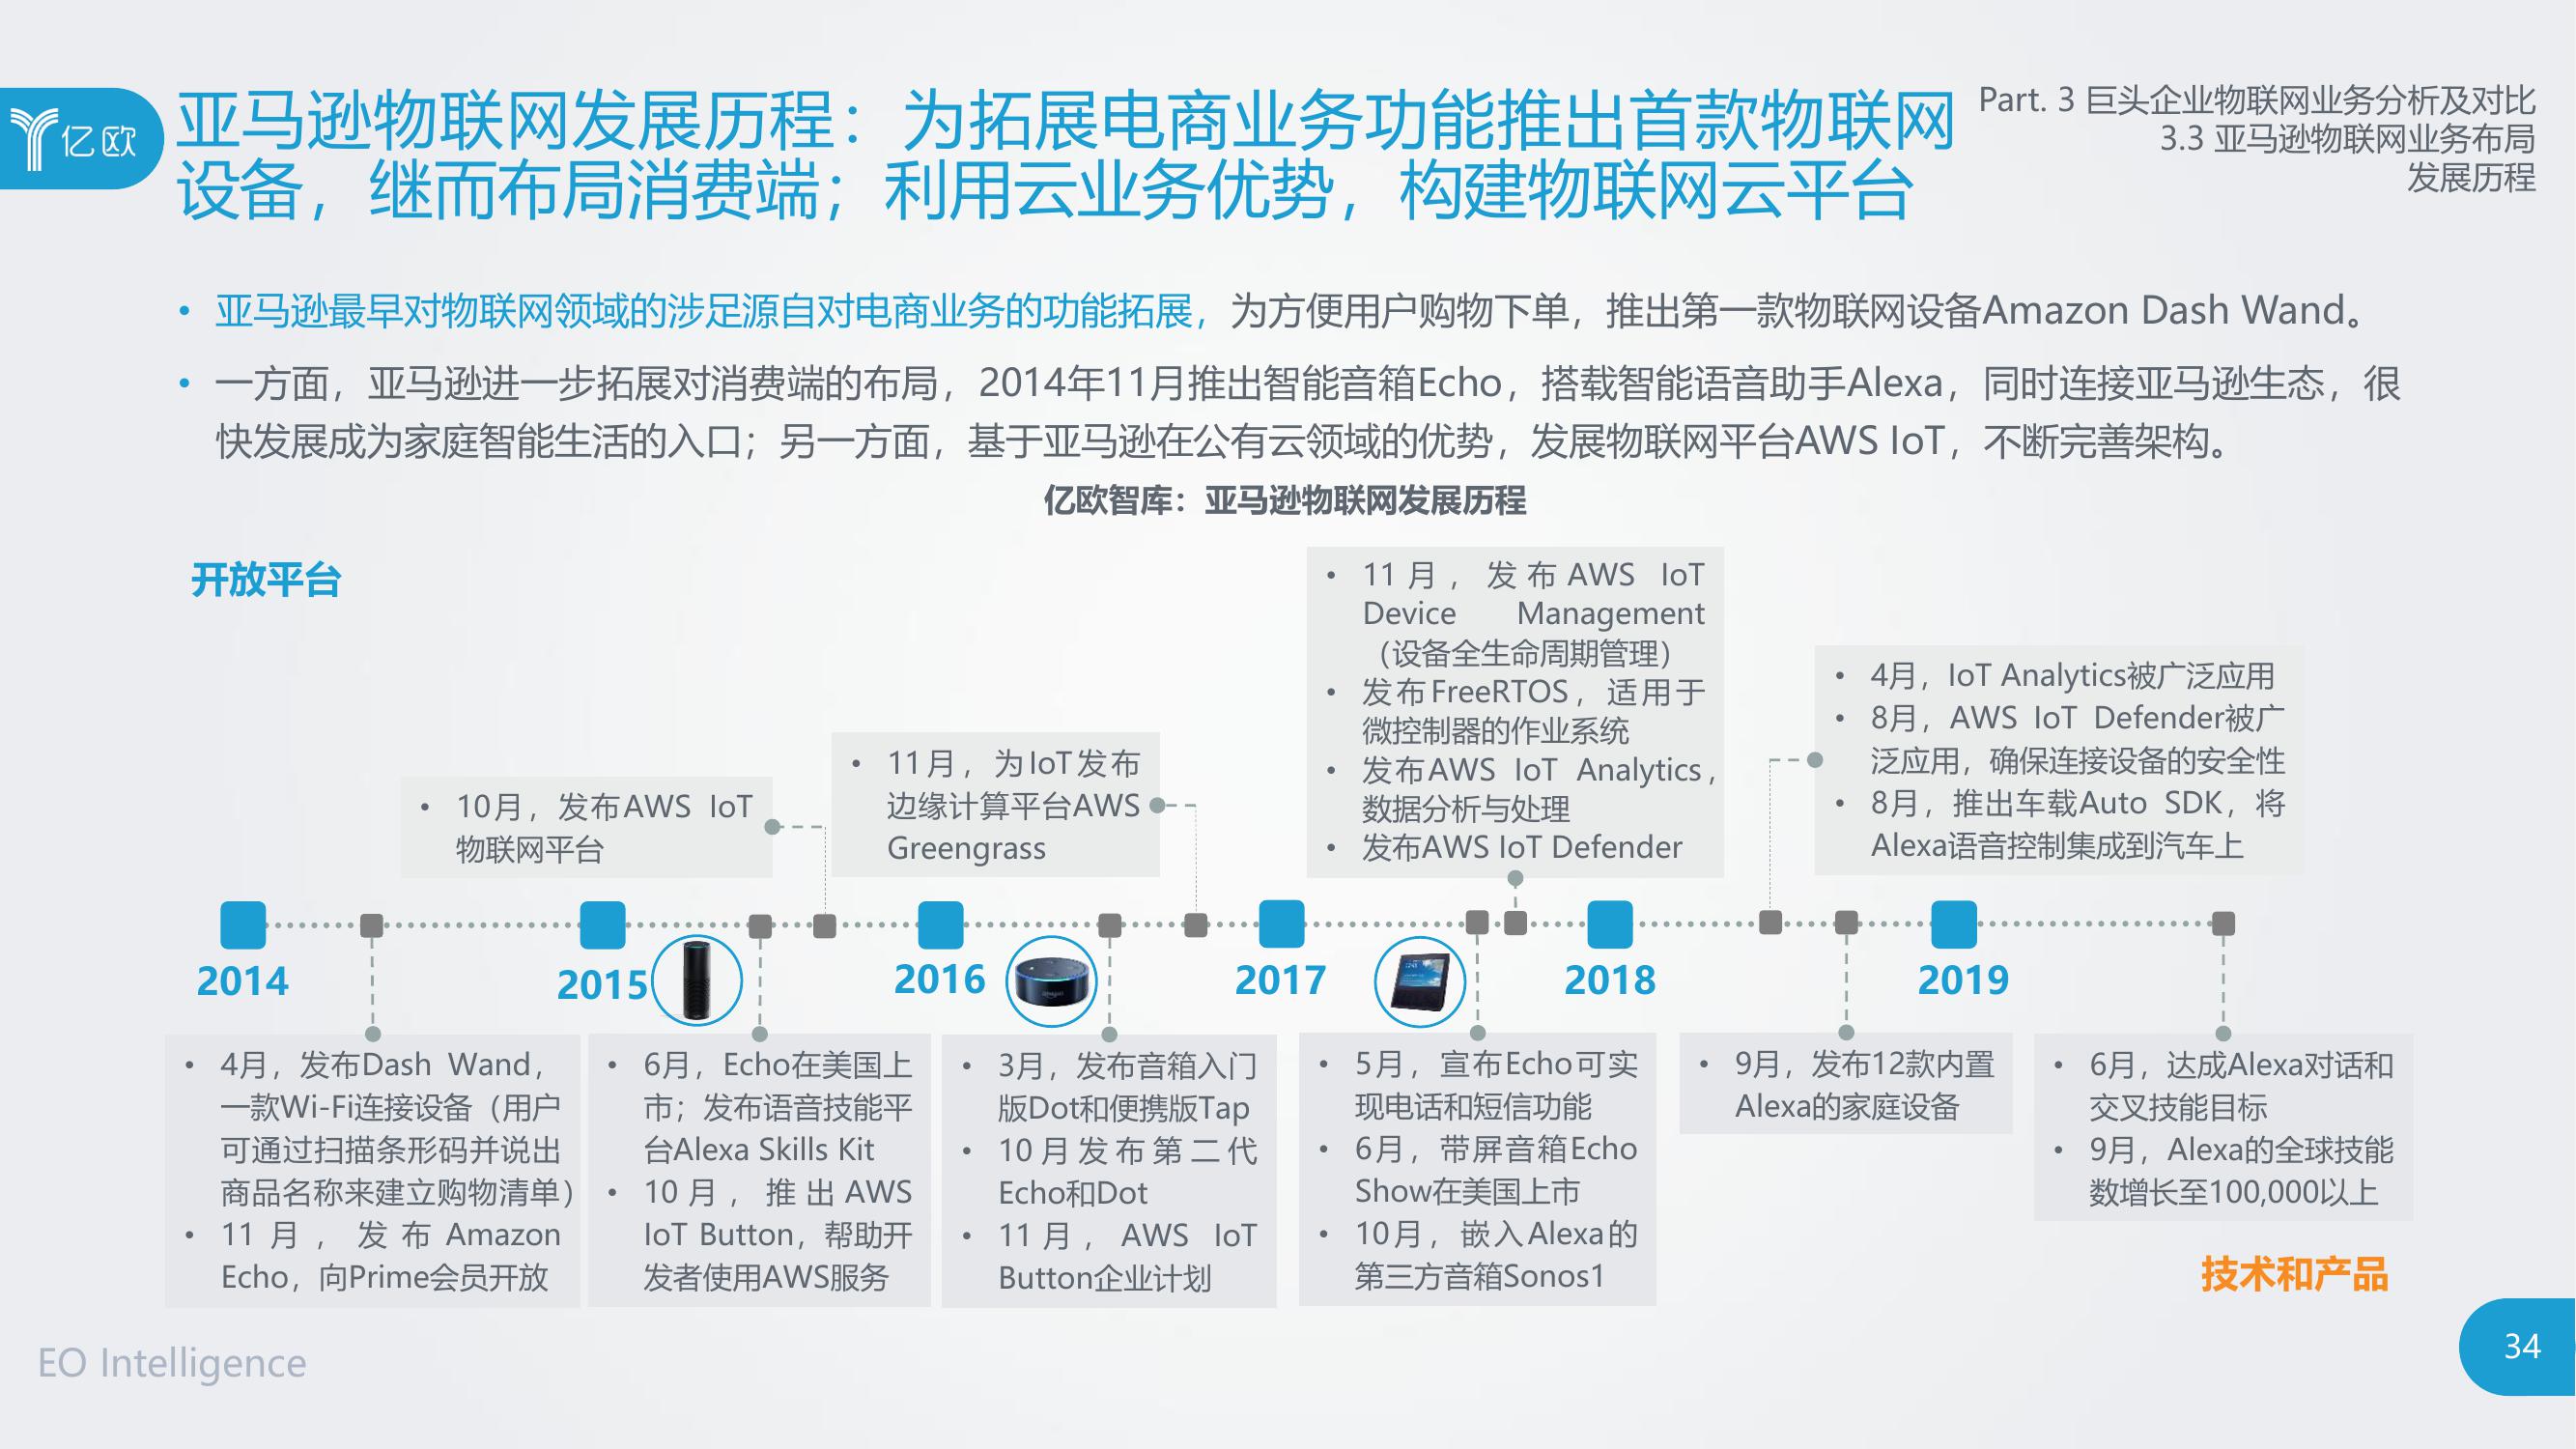 亿欧
亚马逊物联网发展历程：为拓展电商业务功能推出首款物联网
设备，继而布局消费端；利用云业务优势，构建物联网云平台
Part. 3 巨头企业物联网业务分析及对比
3.3 亚马逊物联网业务布局
发展历程
• 亚马逊最早对物联网领域的涉足源自对电商业务的功能拓展，为方便用户购物下单，推出第一款物联网设备Amazon Dash Wand。
• 一方面，亚马逊进一步拓展对消费端的布局，2014年11月推出智能音箱Echo，搭载智能语音助手Alexa，同时连接亚马逊生态，很
快发展成为家庭智能生活的入口；另一方面，基于亚马逊在公有云领域的优势，发展物联网平台AWS IoT，不断完善架构。
亿欧智库：亚马逊物联网发展历程
开放平台
• 10月，发布AWS IoT
物联网平台
• 11月，为IoT发布
边缘计算平台AWS
Greengrass
• 11月，发布AWS IoT
Device Management
（设备全生命周期管理）
• 发布FreeRTOS，适用于
微控制器的作业系统
• 发布AWS IoT Analytics，
数据分析与处理
• 发布AWS IoT Defender
• 4月，IoT Analytics被广泛应用
• 8月，AWS IoT Defender被广
泛应用，确保连接设备的安全性
• 8月，推出车载Auto SDK，将
Alexa语音控制集成到汽车上
2014
2015
2016
2017
2018
2019
• 4月，发布Dash Wand，
一款Wi-Fi连接设备（用户
可通过扫描条形码并说出
商品名称来建立购物清单）
• 11月，发布Amazon
Echo，向Prime会员开放
• 6月，Echo在美国上
市；发布语音技能平
台Alexa Skills Kit
• 10月，推出AWS
IoT Button，帮助开
发者使用AWS服务
• 3月，发布音箱入门
版Dot和便携版Tap
• 10月发布第二代
Echo和Dot
• 11月，AWS IoT
Button企业计划
• 5月，宣布Echo可实
现电话和短信功能
• 6月，带屏音箱Echo
Show在美国上市
• 10月，嵌入Alexa的
第三方音箱Sonos1
• 9月，发布12款内置
Alexa的家庭设备
• 6月，达成Alexa对话和
交叉技能目标
• 9月，Alexa的全球技能
数增长至100,000以上
技术和产品
EO Intelligence
34